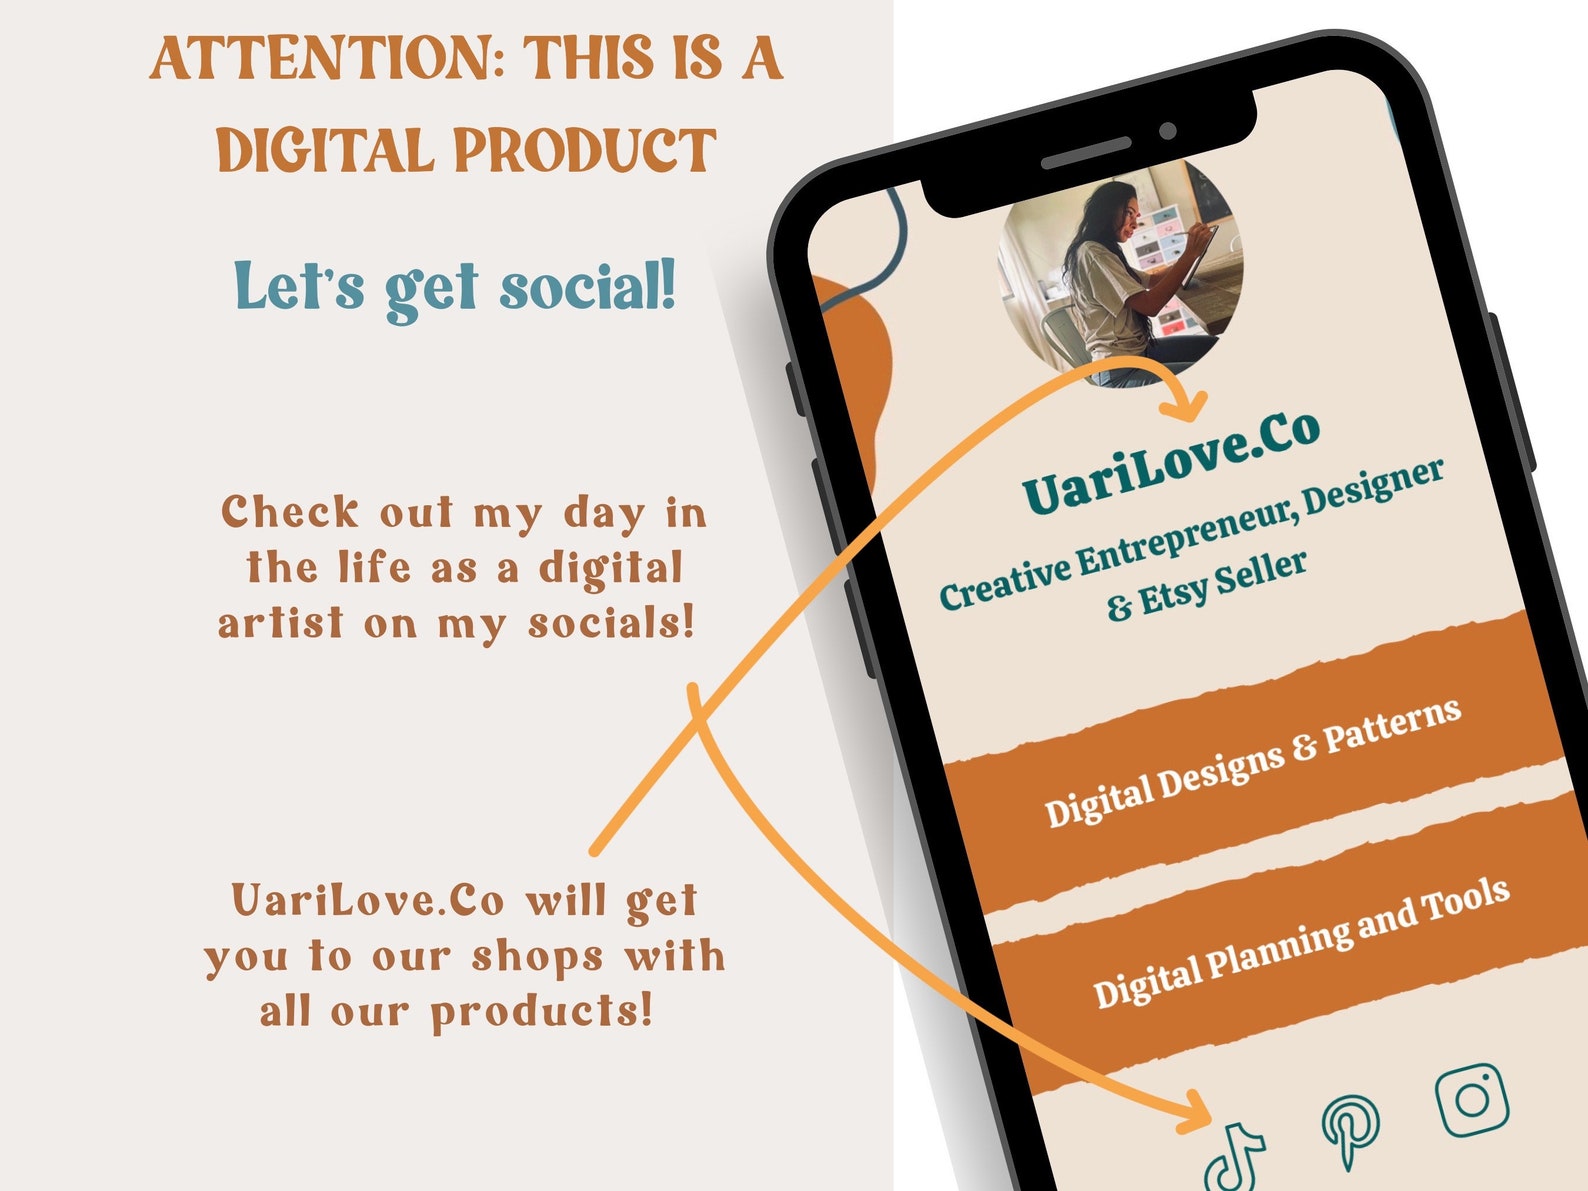 ATTENTION: THIS IS A
DIGITAL PRODUCT
Let's get social!
Check out my day in
the life as a digital
artist on my socials!
UariLove.Co will get
you to our shops with
all our products!
UariLove.Co
Creative Entrepreneur, Designer
& Etsy Seller
Digital Designs & Patterns
Digital Planning and Tools